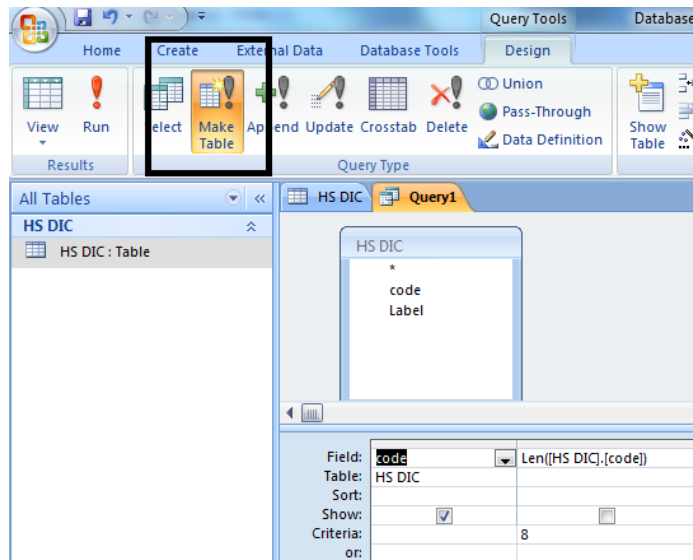 Query Tools Database
Home Create External Data Database Tools Design
View Run elect Make Table Append Update Crosstab Delete Union Pass-Through Data Definition Show Table
Results Query Type
All Tables « HS DIC Query1
HS DIC
HS DIC : Table
HS DIC
*
code
Label
Field: code Len([HS DIC].[code])
Table: HS DIC
Sort:
Show:
Criteria: 8
or: